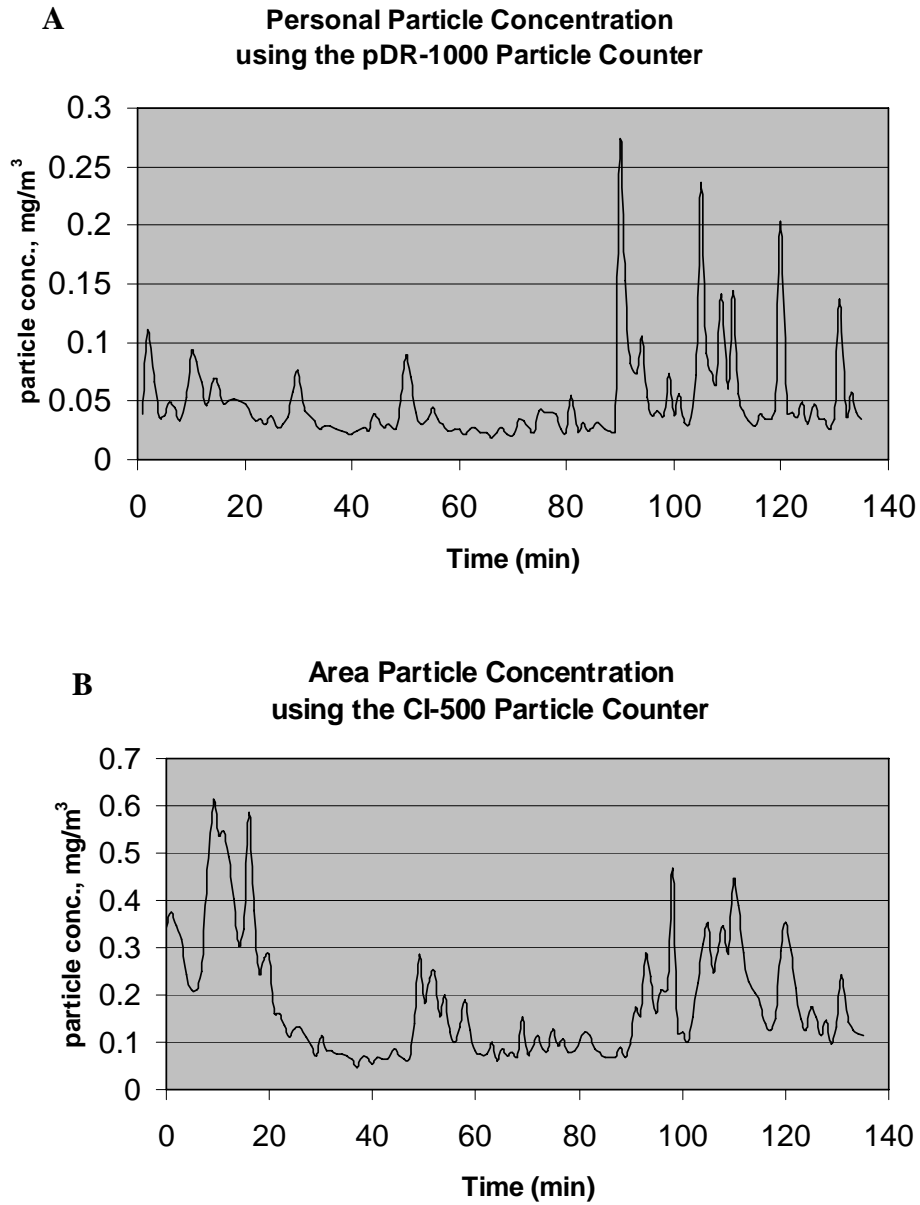 A
Personal Particle Concentration
using the pDR-1000 Particle Counter
0.3
0.25
0.2
0.15
0.1
0.05
0
particle conc., mg/m³
0 20 40 60 80 100 120 140
Time (min)
B
Area Particle Concentration
using the CI-500 Particle Counter
0.7
0.6
0.5
0.4
0.3
0.2
0.1
0
particle conc., mg/m³
0 20 40 60 80 100 120 140
Time (min)